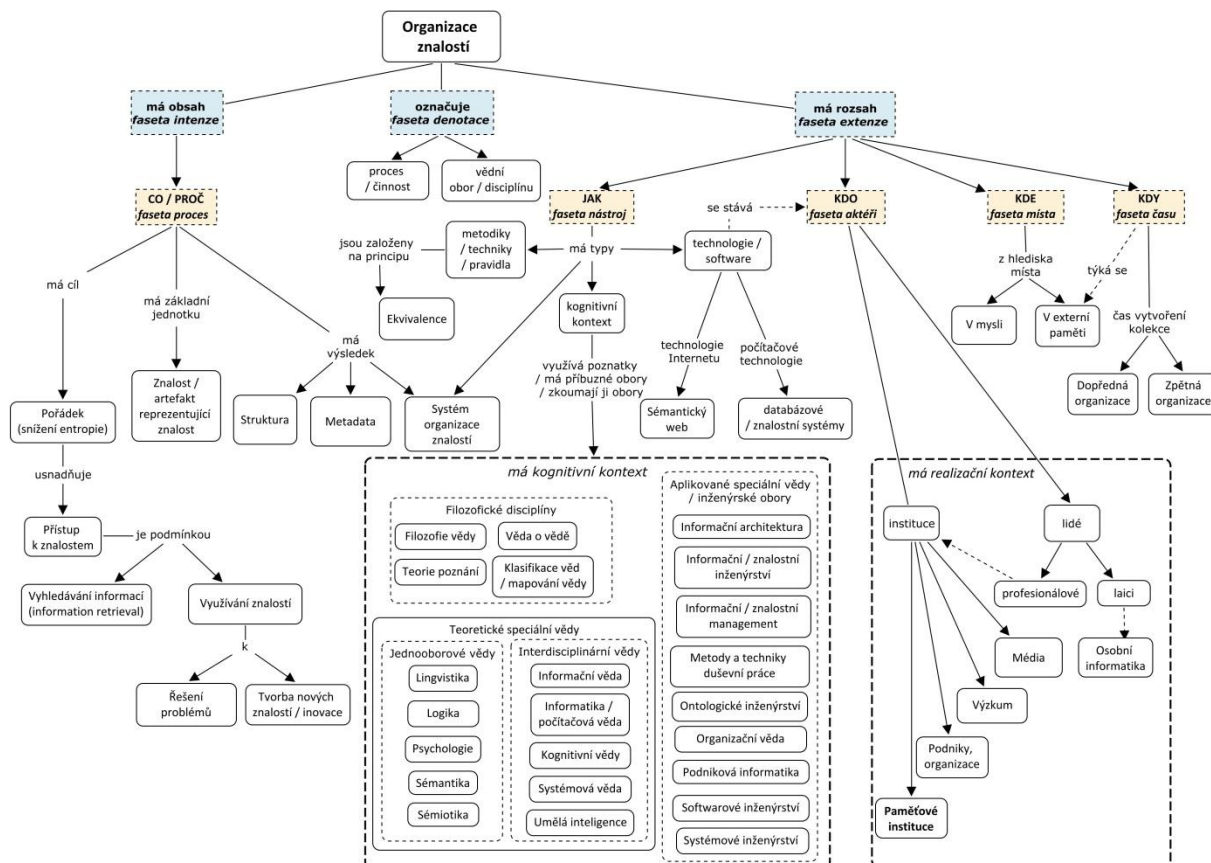 Organizace
znalostí
má obsah
faseta intenze
označuje
faseta denotace
má rozsah
faseta extenze
proces
/ činnost
vědní
obor / disciplínu
CO / PROČ
faseta proces
JAK
faseta nástroj
se stává
KDO
faseta aktéři
KDE
faseta místa
KDY
faseta času
jsou založeny
na principu
metodiky
/ techniky
/ pravidla
má typy
technologie /
software
z hlediska
místa
týká se
má cíl
má základní
jednotku
Ekvivalence
kognitivní
kontext
V mysli
V externí
paměti
čas vytvoření
kolekce
má
výsledek
technologie
Internetu
počítačové
technologie
využívá poznatky
/ má příbuzné obory
/ zkoumají ji obory
Dopředná
organizace
Zpětná
organizace
Pořádek
(snížení entropie)
Znalost /
artefakt
reprezentující
znalost
Struktura
Metadata
Systém
organizace
znalostí
Sémantický
web
databázové
/ znalostní systémy
usnadňuje
Přístup
k znalostem
je podmínkou
Vyhledávání informací
(information retrieval)
Využívání znalostí
k
Řešení
problémů
Tvorba nových
znalostí / inovace
má kognitivní kontext
Filozofické disciplíny
Filozofie vědy
Věda o vědě
Teorie poznání
Klasifikace věd
/ mapování vědy
Teoretické speciální vědy
Jednooborové vědy
Lingvistika
Logika
Psychologie
Sémantika
Sémiotika
Interdisciplinární vědy
Informační věda
Informatika /
počítačová věda
Kognitivní vědy
Systémová věda
Umělá inteligence
Aplikované speciální vědy
/ inženýrské obory
Informační architektura
Informační / znalostní
inženýrství
Informační / znalostní
management
Metody a techniky
duševní práce
Ontologické inženýrství
Organizační věda
Podniková informatika
Softwarové inženýrství
Systémové inženýrství
má realizační kontext
instituce
lidé
profesionálové
laici
Média
Osobní
informatika
Výzkum
Podniky,
organizace
Paměťové
instituce